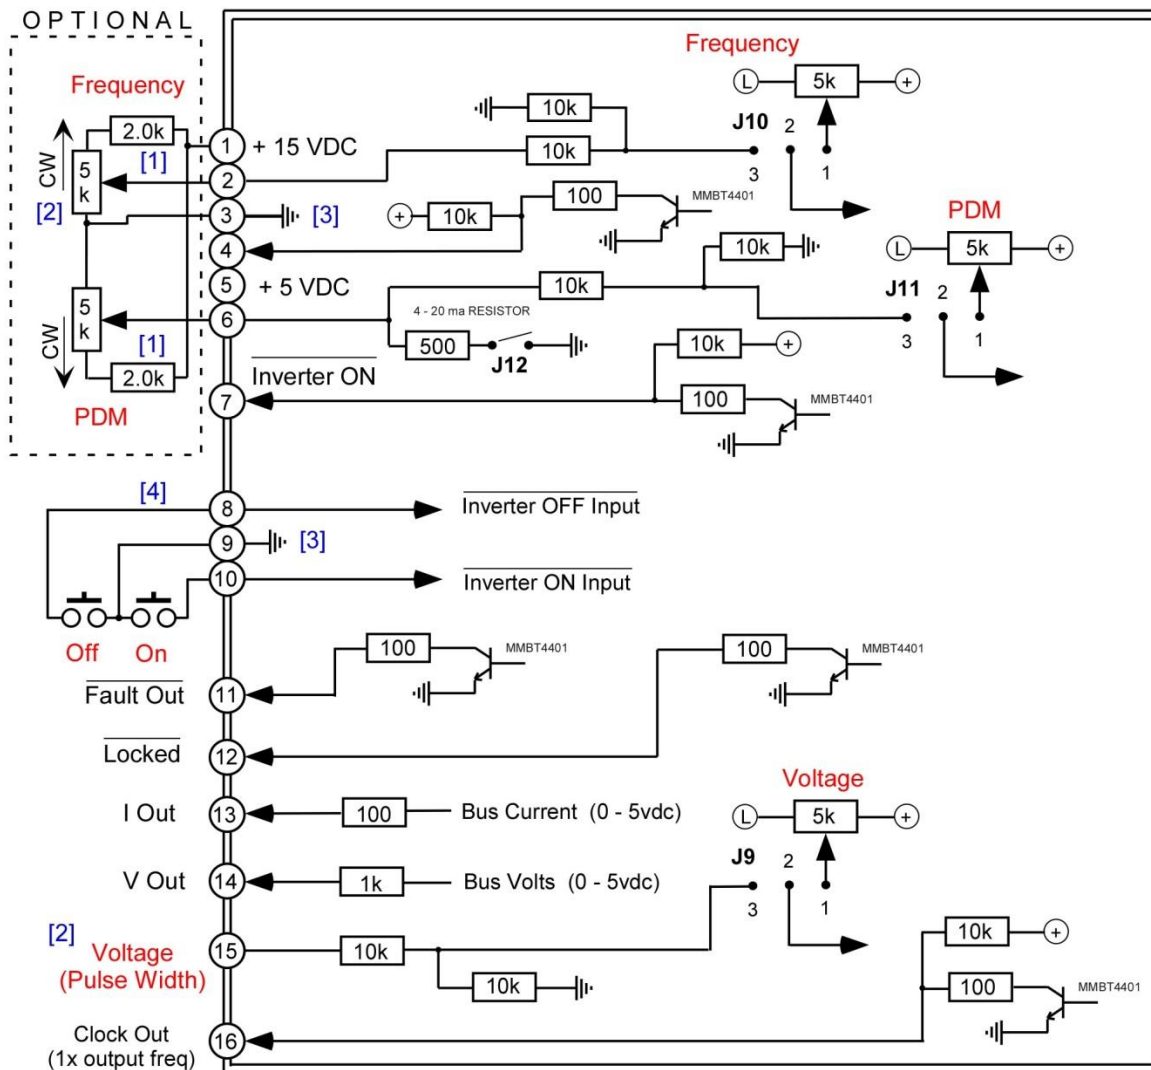 OPTIONAL
Frequency
2.0k
5k
CW
[1]
[2]
1 + 15 VDC
2
3 [3]
4
5 + 5 VDC
6
5k
CW
[1]
2.0k
PDM
7 Inverter ON
Frequency
L 5k +
J10 2
3 1
10k
10k
+ 10k
100 MMBT4401
10k
10k
4 - 20 ma RESISTOR
500
J12
PDM
L 5k +
J11 2
3 1
10k +
100 MMBT4401
[4]
8 Inverter OFF Input
9 [3]
10 Inverter ON Input
Off On
Fault Out 11
100 MMBT4401
Locked 12
100 MMBT4401
I Out 13 100 Bus Current (0 - 5vdc)
V Out 14 1k Bus Volts (0 - 5vdc)
Voltage
L 5k +
J9 2
3 1
[2]
Voltage 15 10k
(Pulse Width)
10k
10k +
100 MMBT4401
Clock Out 16
(1x output freq)